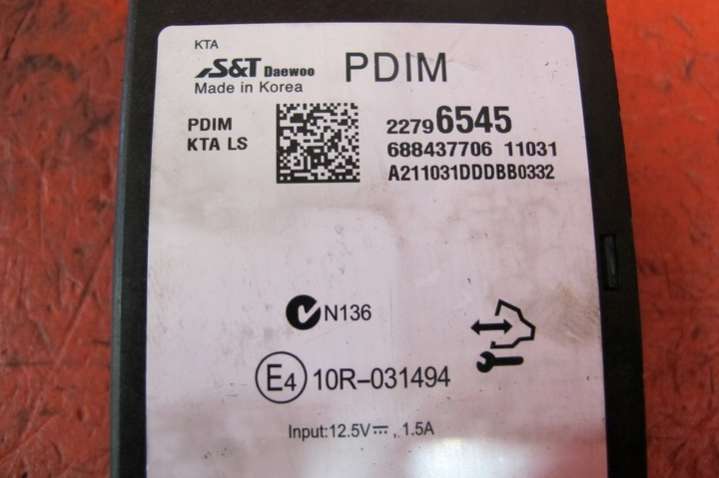 KTA
S&T Daewoo PDIM
Made in Korea
PDIM 22796545
KTA LS 688437706 11031
A211031DDDBB0332
N136
E4 10R-031494
Input:12.5V⎓, 1.5A